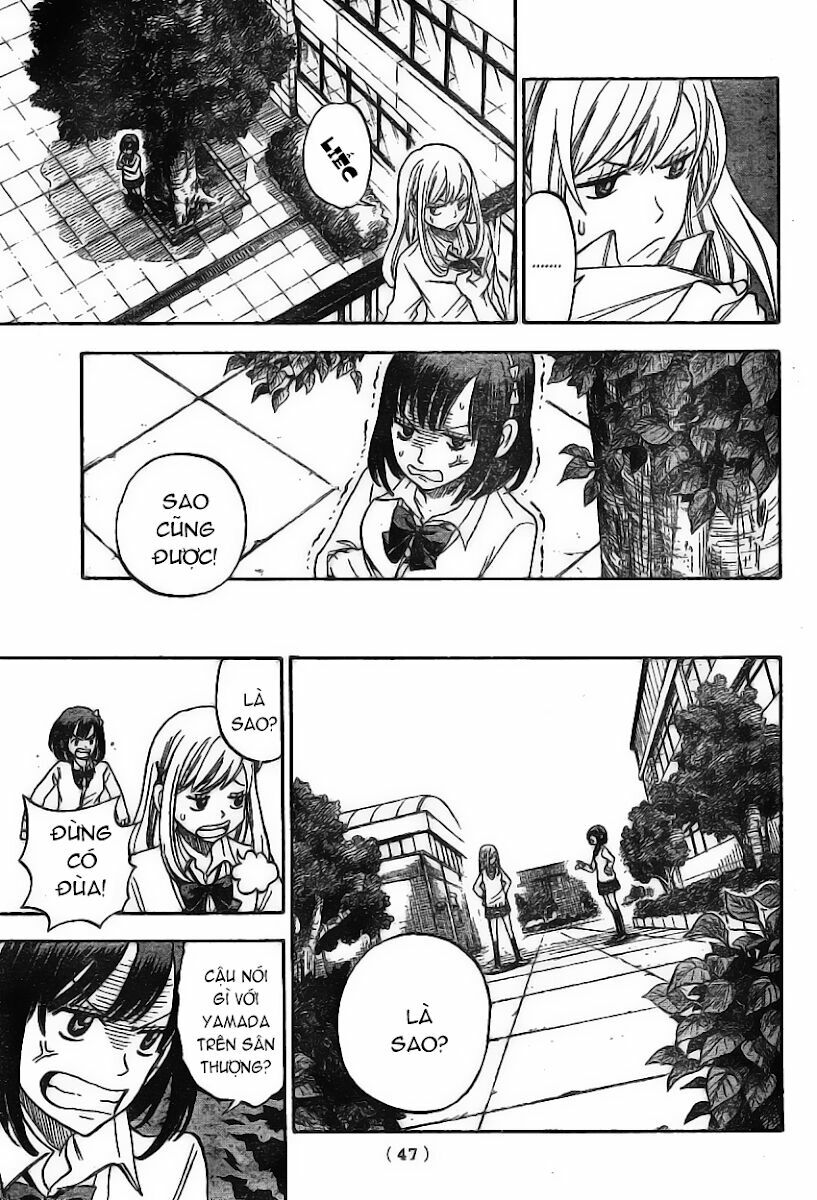 .........
LIẾC
SAO
CŨNG
ĐƯỢC!
LÀ
SAO?
LÀ
SAO?
ĐỪNG
CÓ
ĐÙA!
CẬU NÓI
GÌ VỚI
YAMADA
TRÊN SÂN
THƯỢNG?
( 47 )